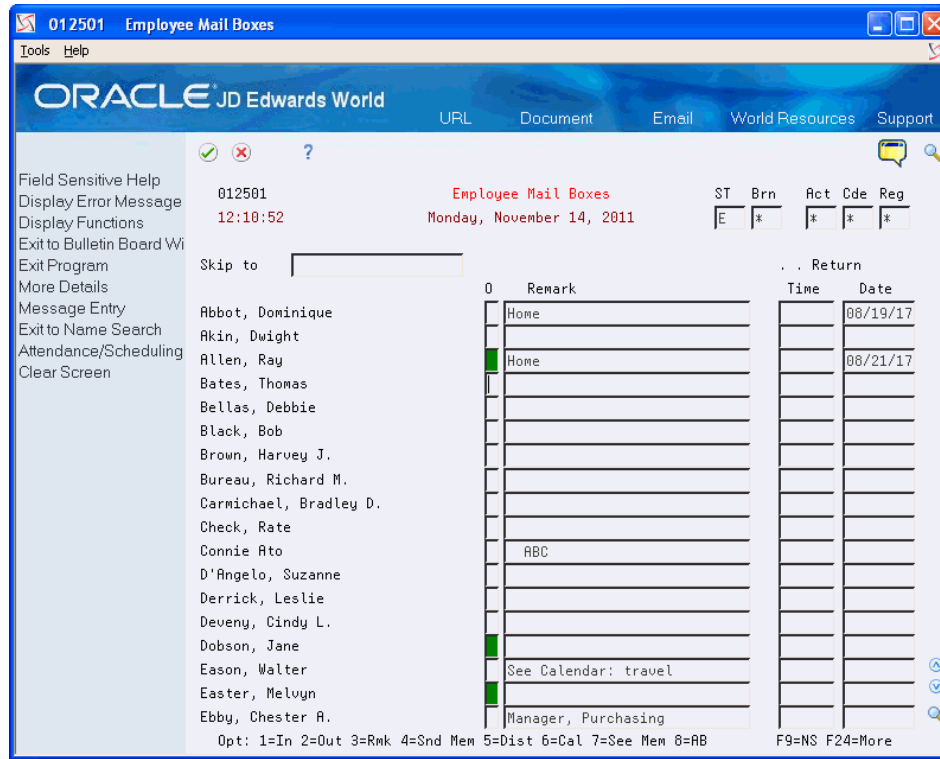 012501 Employee Mail Boxes
Tools Help
ORACLE JD Edwards World
URL Document Email World Resources Support
?
Field Sensitive Help
Display Error Message
Display Functions
Exit to Bulletin Board Wi
Exit Program
More Details
Message Entry
Exit to Name Search
Attendance/Scheduling
Clear Screen
012501 Employee Mail Boxes ST Brn Act Cde Reg
12:10:52 Monday, November 14, 2011 E * * * *
Skip to . . Return
O Remark Time Date
Abbot, Dominique Home 08/19/17
Akin, Dwight
Allen, Ray Home 08/21/17
Bates, Thomas
Bellas, Debbie
Black, Bob
Brown, Harvey J.
Bureau, Richard M.
Carmichael, Bradley D.
Check, Rate
Connie Ato ABC
D'Angelo, Suzanne
Derrick, Leslie
Deveny, Cindy L.
Dobson, Jane
Eason, Walter See Calendar: travel
Easter, Melvyn
Ebby, Chester A. Manager, Purchasing
Opt: 1=In 2=Out 3=Rmk 4=Snd Mem 5=Dist 6=Cal 7=See Mem 8=AB F9=NS F24=More